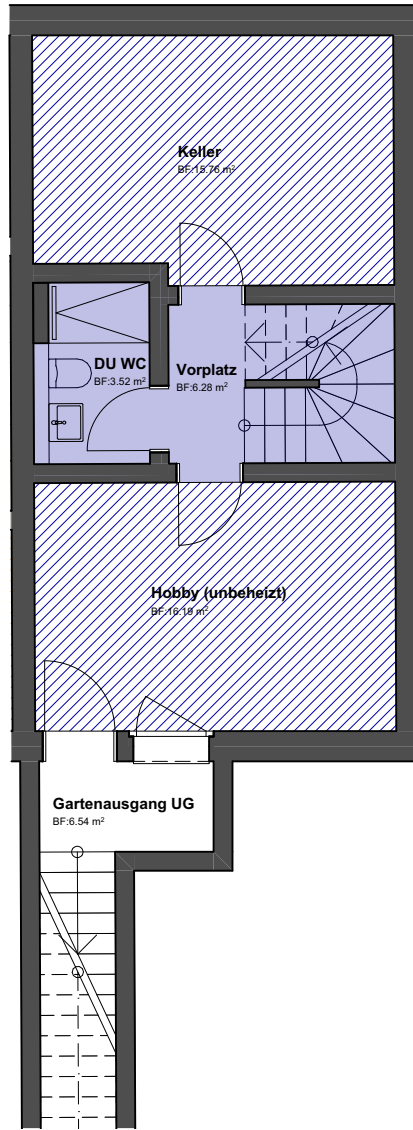 Keller
BF:15.76 m²
DU WC
BF:3.52 m²
Vorplatz
BF:6.28 m²
Hobby (unbeheizt)
BF:16.19 m²
Gartenausgang UG
BF:6.54 m²